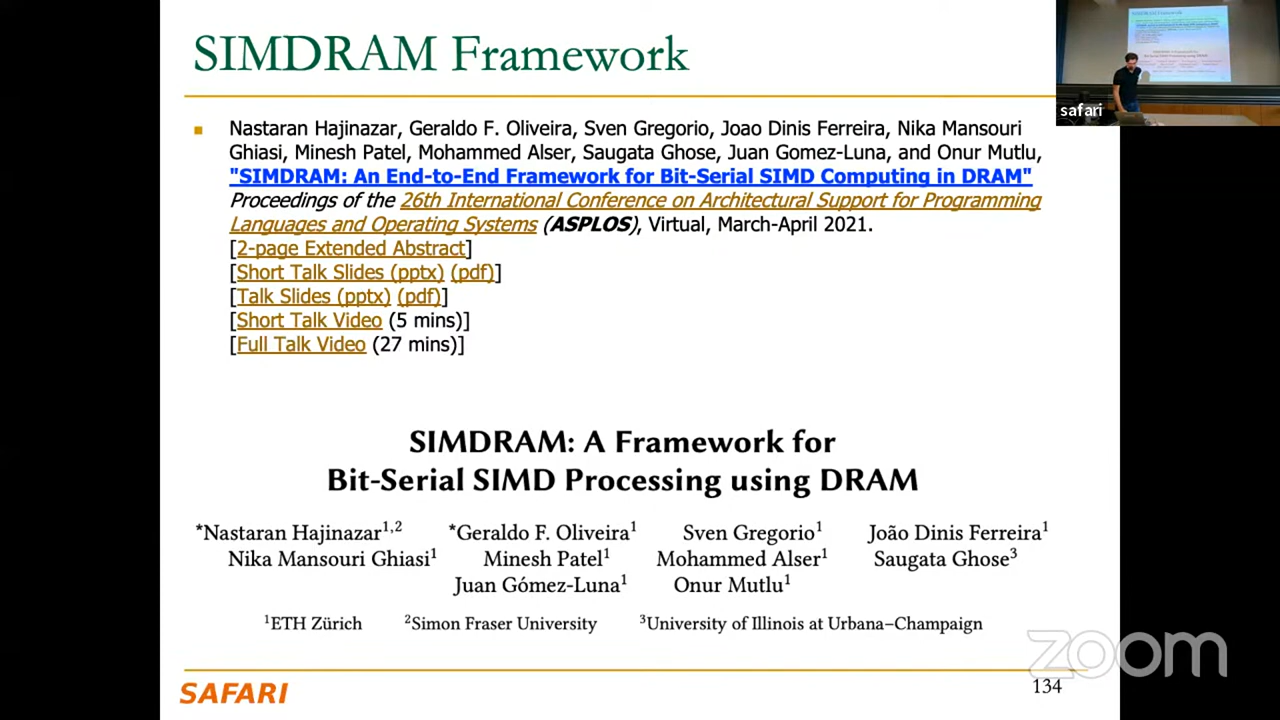 SIMDRAM Framework
safari
Nastaran Hajinazar, Geraldo F. Oliveira, Sven Gregorio, Joao Dinis Ferreira, Nika Mansouri
Ghiasi, Minesh Patel, Mohammed Alser, Saugata Ghose, Juan Gomez-Luna, and Onur Mutlu,
"SIMDRAM: An End-to-End Framework for Bit-Serial SIMD Computing in DRAM"
Proceedings of the 26th International Conference on Architectural Support for Programming
Languages and Operating Systems (ASPLOS), Virtual, March-April 2021.
[2-page Extended Abstract]
[Short Talk Slides (pptx) (pdf)]
[Talk Slides (pptx) (pdf)]
[Short Talk Video (5 mins)]
[Full Talk Video (27 mins)]
SIMDRAM: A Framework for
Bit-Serial SIMD Processing using DRAM
*Nastaran Hajinazar¹,² *Geraldo F. Oliveira¹ Sven Gregorio¹ João Dinis Ferreira¹
Nika Mansouri Ghiasi¹ Minesh Patel¹ Mohammed Alser¹ Saugata Ghose³
Juan Gómez-Luna¹ Onur Mutlu¹
¹ETH Zürich ²Simon Fraser University ³University of Illinois at Urbana–Champaign
zoom
SAFARI
134